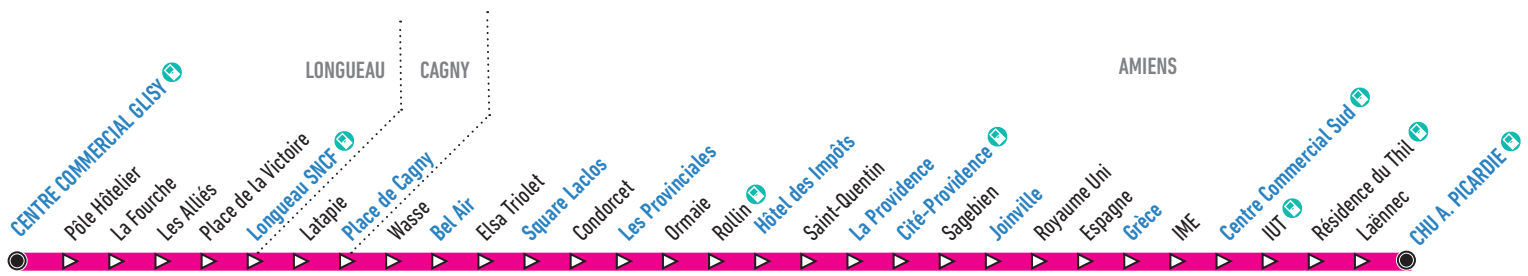 LONGUEAU
CAGNY
AMIENS
CENTRE COMMERCIAL GLISY
Pôle Hôtelier
La Fourche
Les Alliés
Place de la Victoire
Longueau SNCF
Latapie
Place de Cagny
Wasse
Bel Air
Elsa Triolet
Square Laclos
Condorcet
Les Provinciales
Ormaie
Rollin
Hôtel des Impôts
Saint-Quentin
La Providence
Cité-Providence
Sagebien
Joinville
Royaume Uni
Espagne
Grèce
IME
Centre Commercial Sud
IUT
Résidence du Thil
Laënnec
CHU A. PICARDIE